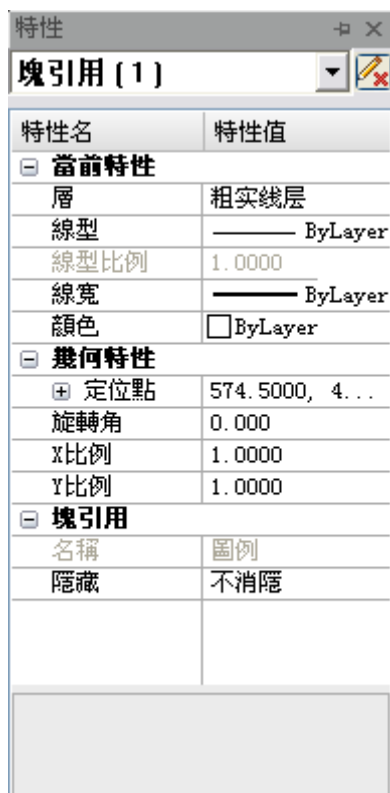 特性
塊引用 (1)
特性名 特性值
當前特性
層 粗实线层
線型 ByLayer
線型比例 1.0000
線寬 ByLayer
顏色 ByLayer
幾何特性
定位點 574.5000, 4...
旋轉角 0.000
X比例 1.0000
Y比例 1.0000
塊引用
名稱 圖例
隱藏 不消隱